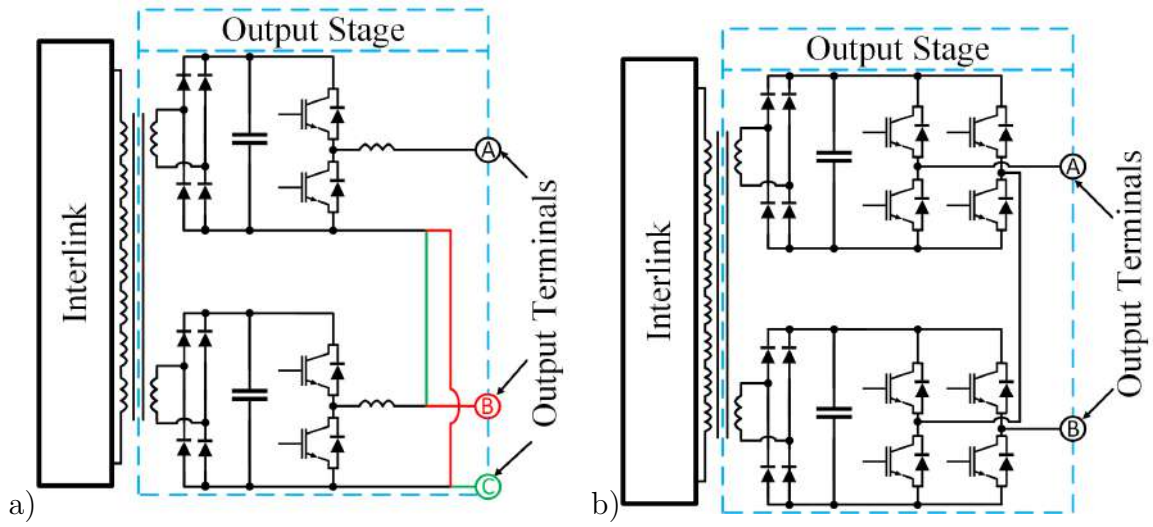 Output Stage
Interlink
A
B
C
Output Terminals
a)
Output Stage
Interlink
A
B
Output Terminals
b)